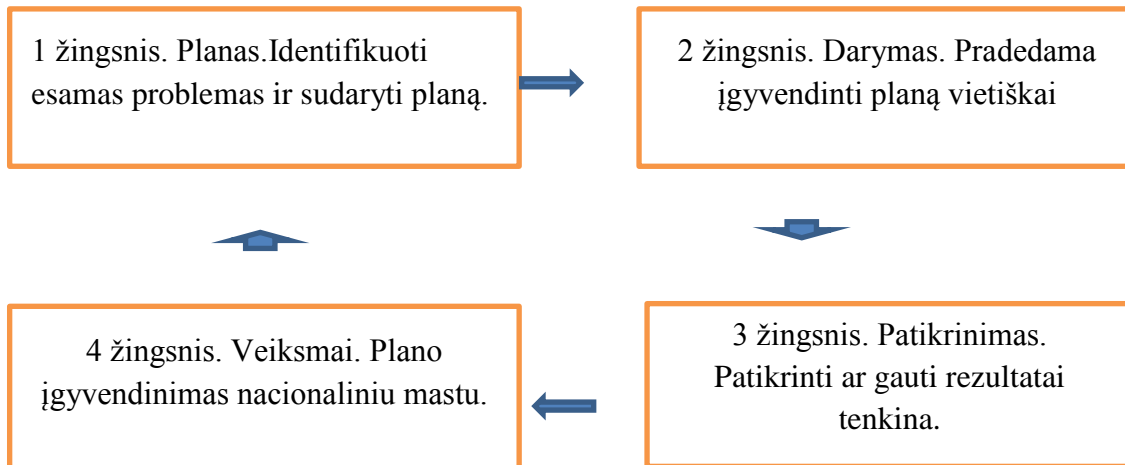 1 žingsnis. Planas.Identifikuoti
esamas problemas ir sudaryti planą.
2 žingsnis. Darymas. Pradedama
įgyvendinti planą vietiškai
3 žingsnis. Patikrinimas.
Patikrinti ar gauti rezultatai
tenkina.
4 žingsnis. Veiksmai. Plano
įgyvendinimas nacionaliniu mastu.